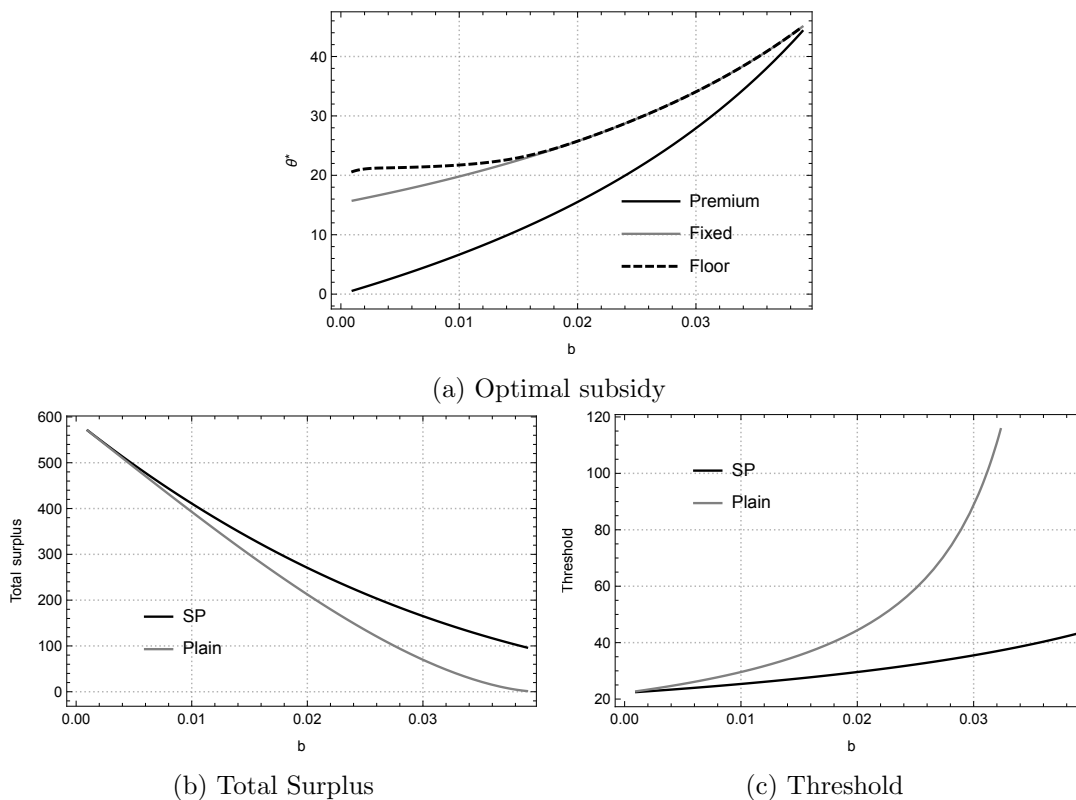 40
30
θ*
20
Premium
10
Fixed
Floor
0
0.00 0.01 0.02 0.03
b
(a) Optimal subsidy
600
500
400
300
Total surplus
200
SP
100
Plain
0
0.00 0.01 0.02 0.03
b
(b) Total Surplus
120
100
SP
80
Plain
Threshold
60
40
20
0.00 0.01 0.02 0.03
b
(c) Threshold